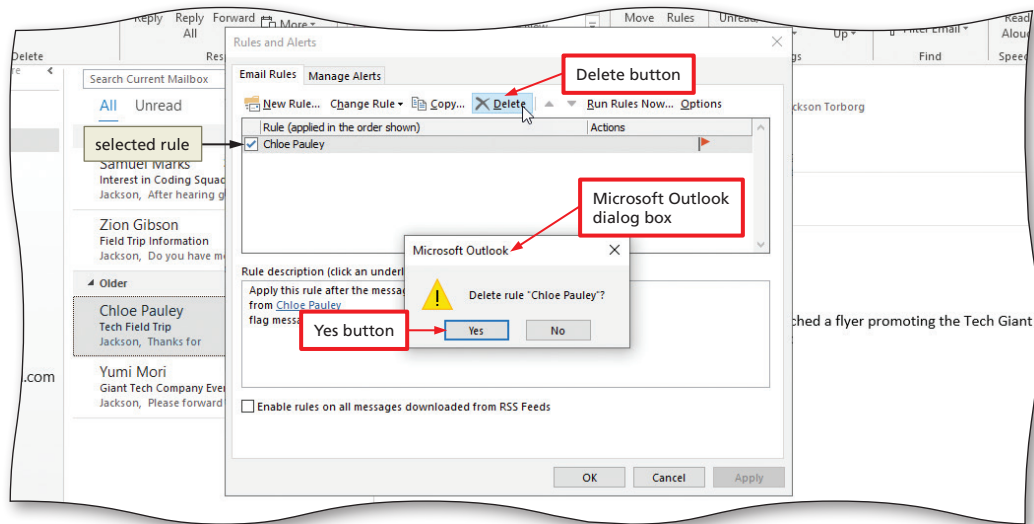 Reply Reply Forward More
All
Move Rules Unread/
Up
Filter Email
Read
Aloud
Delete
Find
Speec
Rules and Alerts
Search Current Mailbox
All Unread
Samuel Marks
Interest in Coding Squad
Jackson, After hearing g
Zion Gibson
Field Trip Information
Jackson, Do you have m
Older
Chloe Pauley
Tech Field Trip
Jackson, Thanks for
Yumi Mori
Giant Tech Company Even
Jackson, Please forward
.com
Email Rules Manage Alerts
Delete button
New Rule... Change Rule Copy... Delete Run Rules Now... Options
Rule (applied in the order shown) Actions
selected rule
Chloe Pauley
Microsoft Outlook
dialog box
Microsoft Outlook
Delete rule "Chloe Pauley"?
Yes No
Yes button
Rule description (click an underl
Apply this rule after the messag
from Chloe Pauley
flag messa
Enable rules on all messages downloaded from RSS Feeds
OK Cancel Apply
ckson Torborg
ched a flyer promoting the Tech Giant